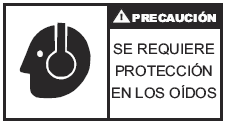 PRECAUCIÓN
SE REQUIERE
PROTECCIÓN
EN LOS OÍDOS